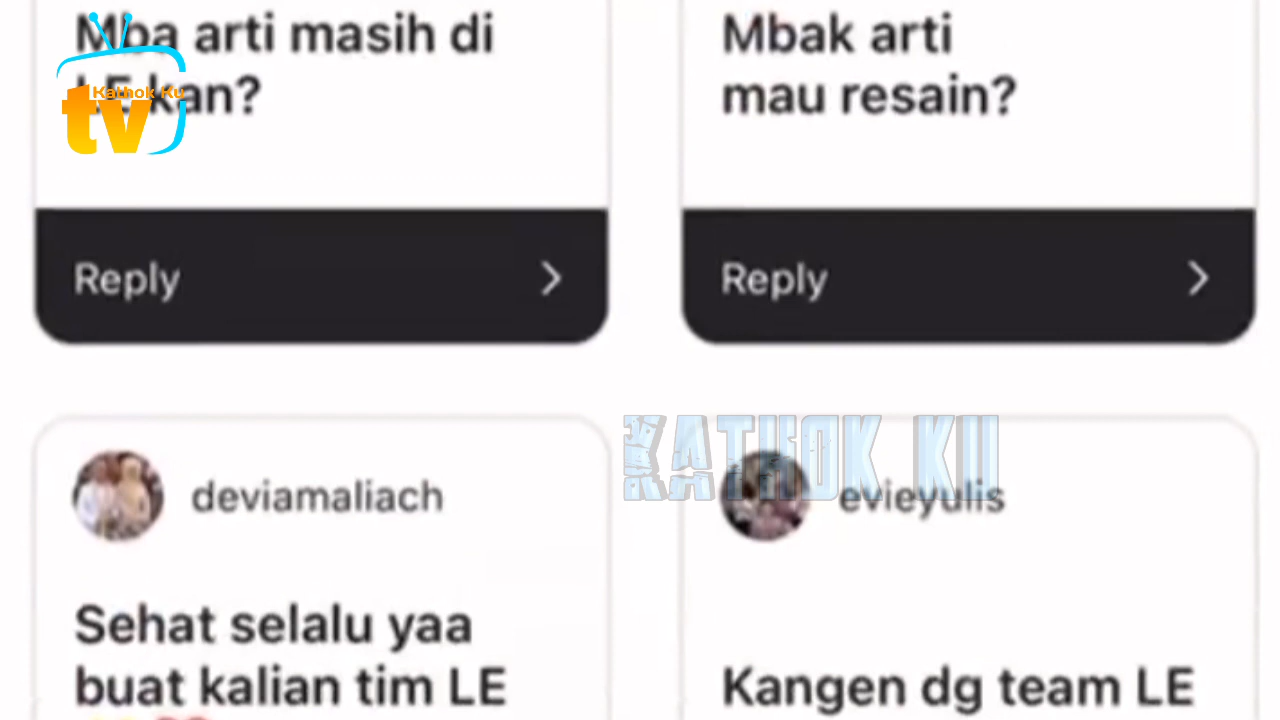 Mba arti masih di
LE kan?
Kathok Ku
tv
Mbak arti
mau resain?
Reply
Reply
KATHOK KU
deviamaliach
evieyulis
Sehat selalu yaa
buat kalian tim LE
Kangen dg team LE